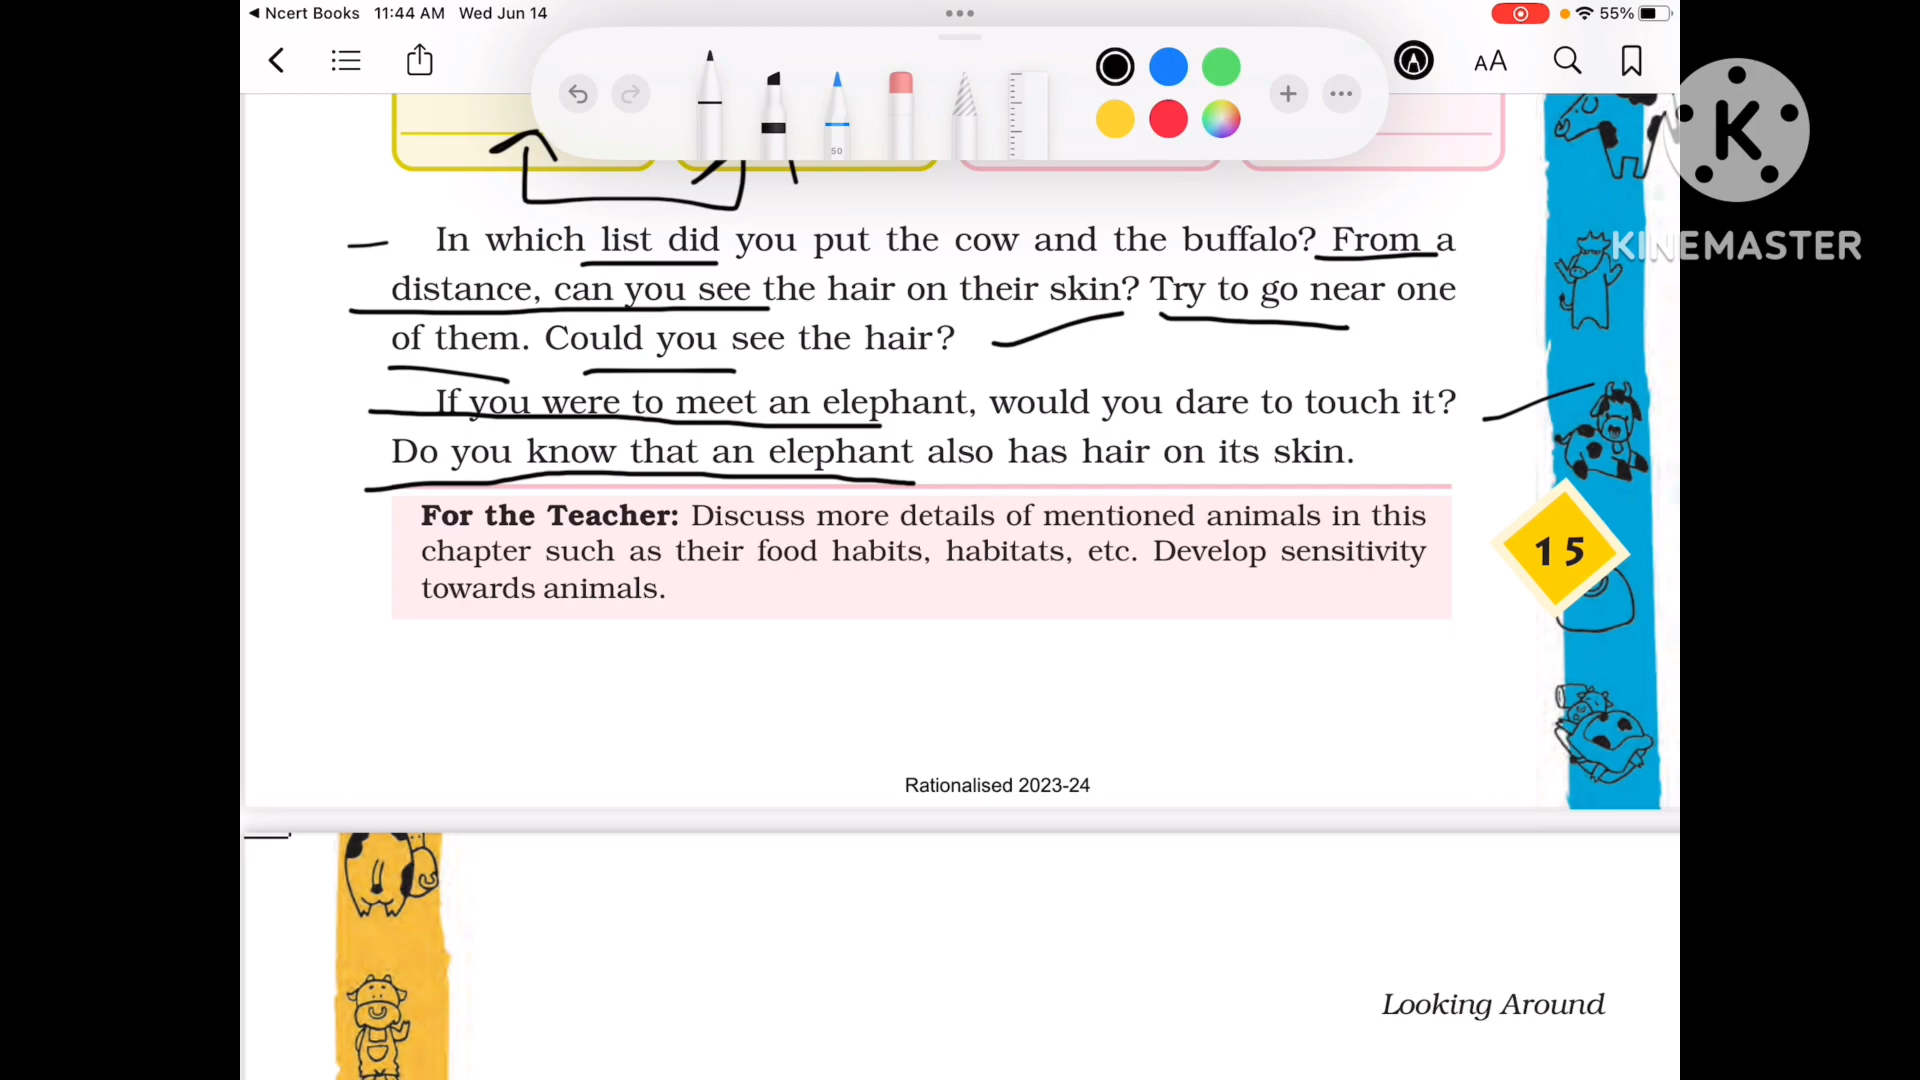 ◀ Ncert Books 11:44 AM Wed Jun 14
55%
AA
50
K
KINEMASTER
In which list did you put the cow and the buffalo? From a
distance, can you see the hair on their skin? Try to go near one
of them. Could you see the hair?
If you were to meet an elephant, would you dare to touch it?
Do you know that an elephant also has hair on its skin.
For the Teacher: Discuss more details of mentioned animals in this
chapter such as their food habits, habitats, etc. Develop sensitivity
towards animals.
15
Rationalised 2023-24
Looking Around